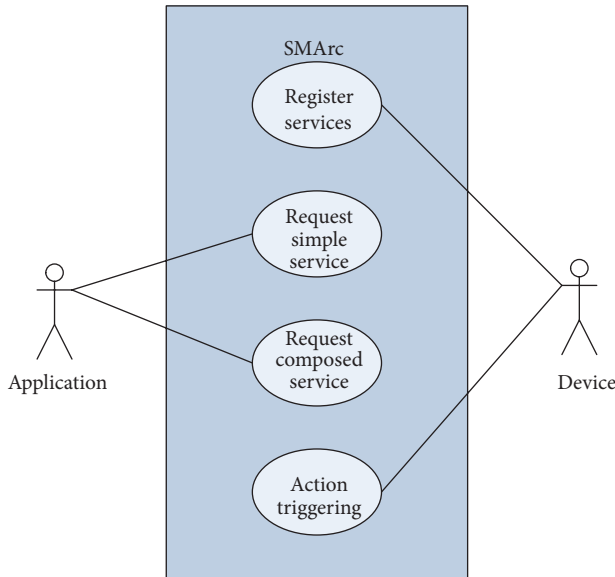 SMArc
Register
services
Request
simple
service
Application
Request
composed
service
Device
Action
triggering